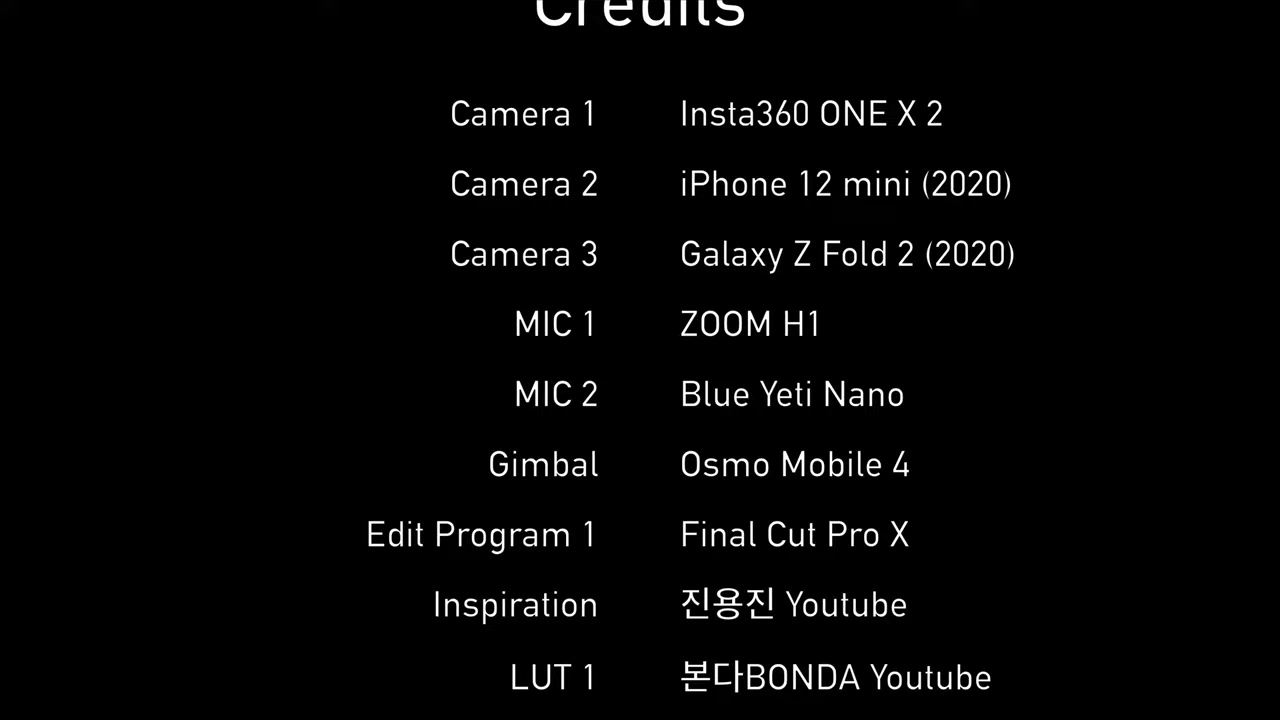 Credits
Camera 1 Insta360 ONE X 2
Camera 2 iPhone 12 mini (2020)
Camera 3 Galaxy Z Fold 2 (2020)
MIC 1 ZOOM H1
MIC 2 Blue Yeti Nano
Gimbal Osmo Mobile 4
Edit Program 1 Final Cut Pro X
Inspiration 진용진 Youtube
LUT 1 본다BONDA Youtube